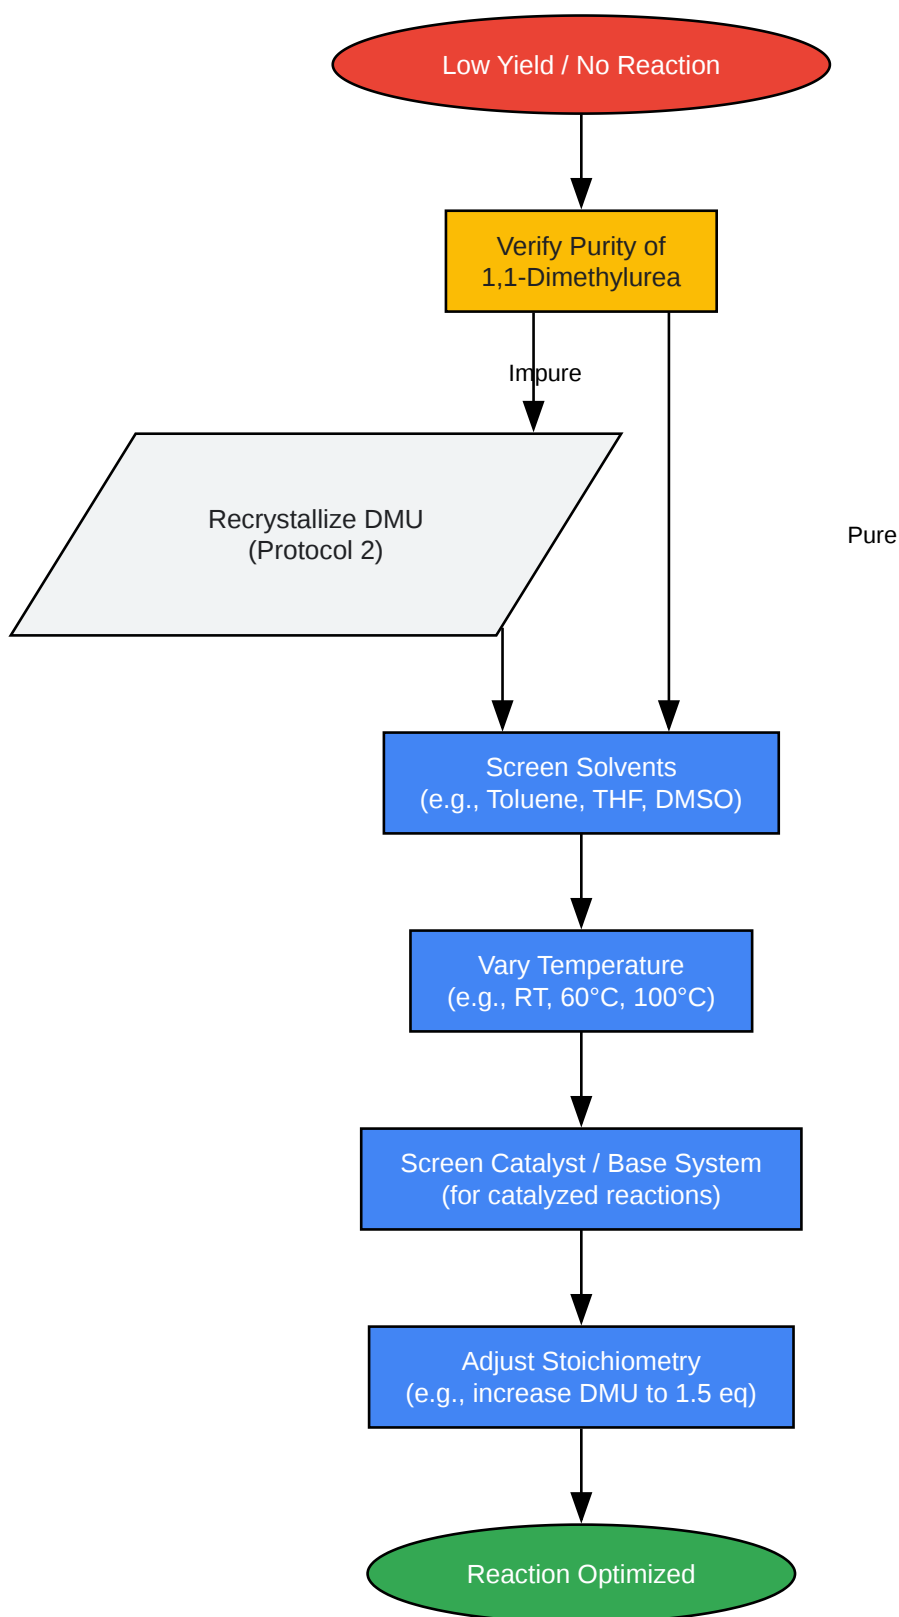 Low Yield / No Reaction
Verify Purity of
1,1-Dimethylurea
Impure
Recrystallize DMU
(Protocol 2)
Pure
Screen Solvents
(e.g., Toluene, THF, DMSO)
Vary Temperature
(e.g., RT, 60°C, 100°C)
Screen Catalyst / Base System
(for catalyzed reactions)
Adjust Stoichiometry
(e.g., increase DMU to 1.5 eq)
Reaction Optimized